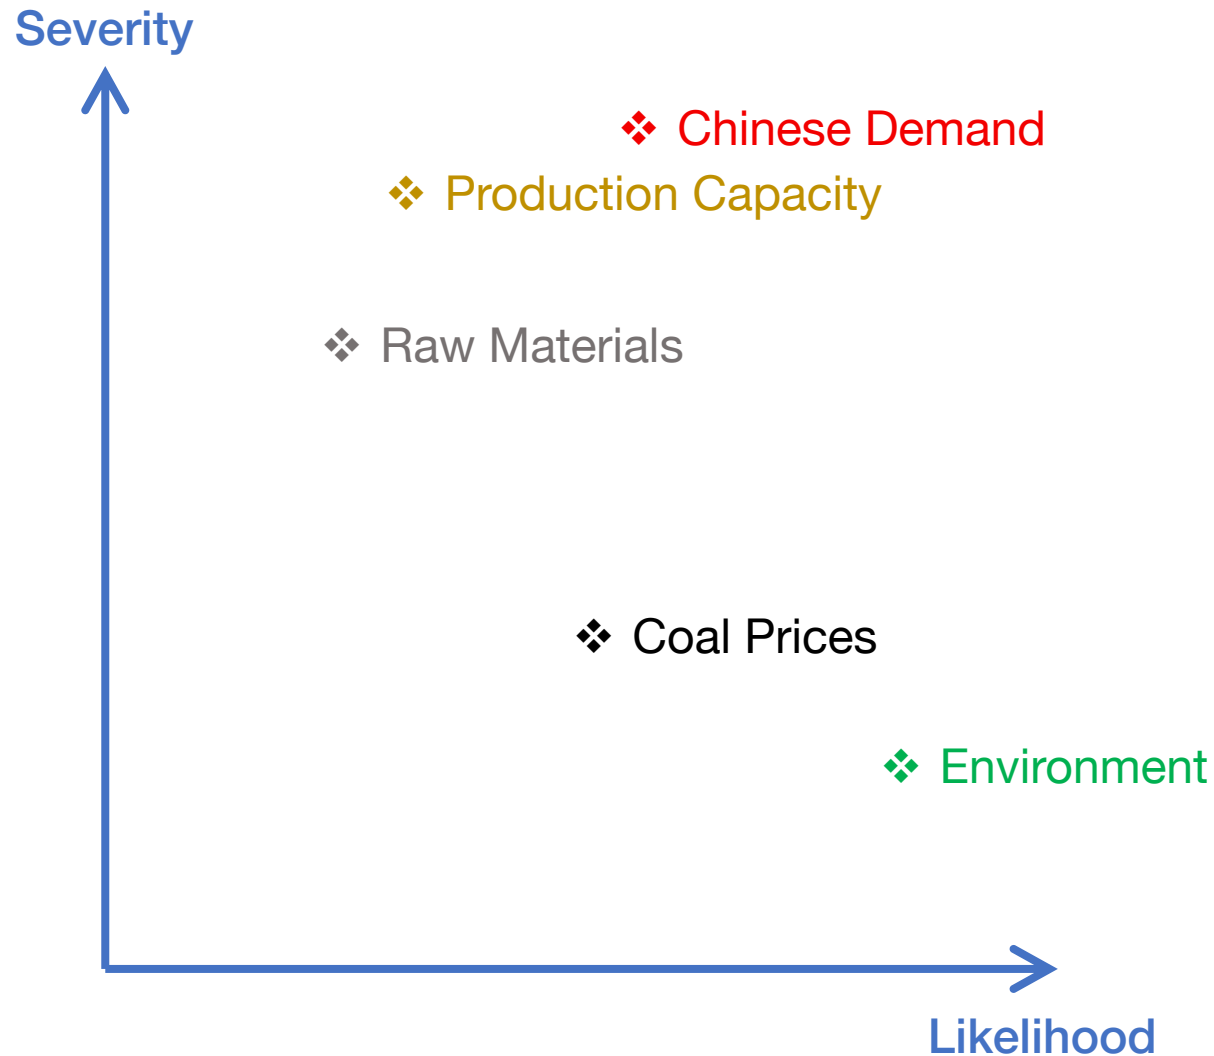 Severity
❖ Chinese Demand
❖ Production Capacity
❖ Raw Materials
❖ Coal Prices
❖ Environment
Likelihood